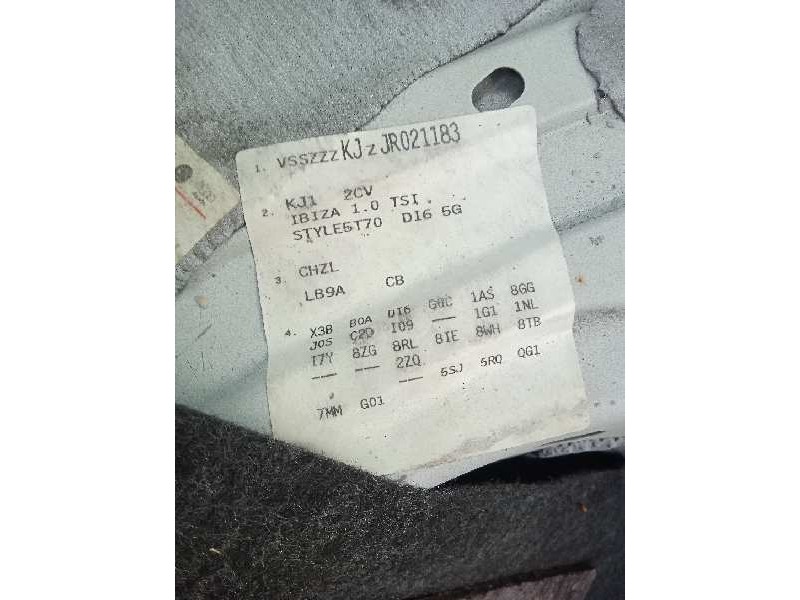 1. VSSZZZKJZJR021183
2. KJ1 2CV
IBIZA 1.0 TSI
STYLE5T70 DI6 5G
3. CHZL
LB9A CB
4. X3B B0A DI6 G0C 1AS 8GG
J0S C2D I09 --- 1G1 1NL
I7Y 8ZG 8RL 8IE 8WH 8TB
--- --- 2ZQ
--- 5SJ 5RQ QG1
7MM G01